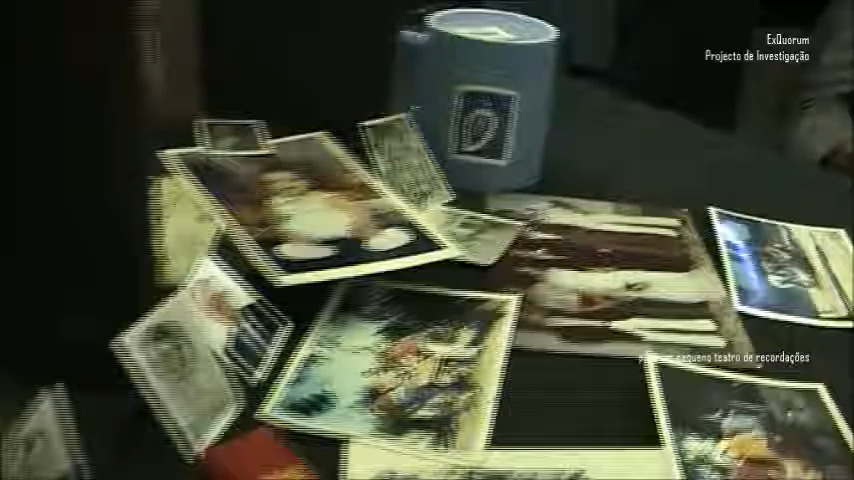 ExQuorum
Projecto de Investigação
pequeno teatro de recordações